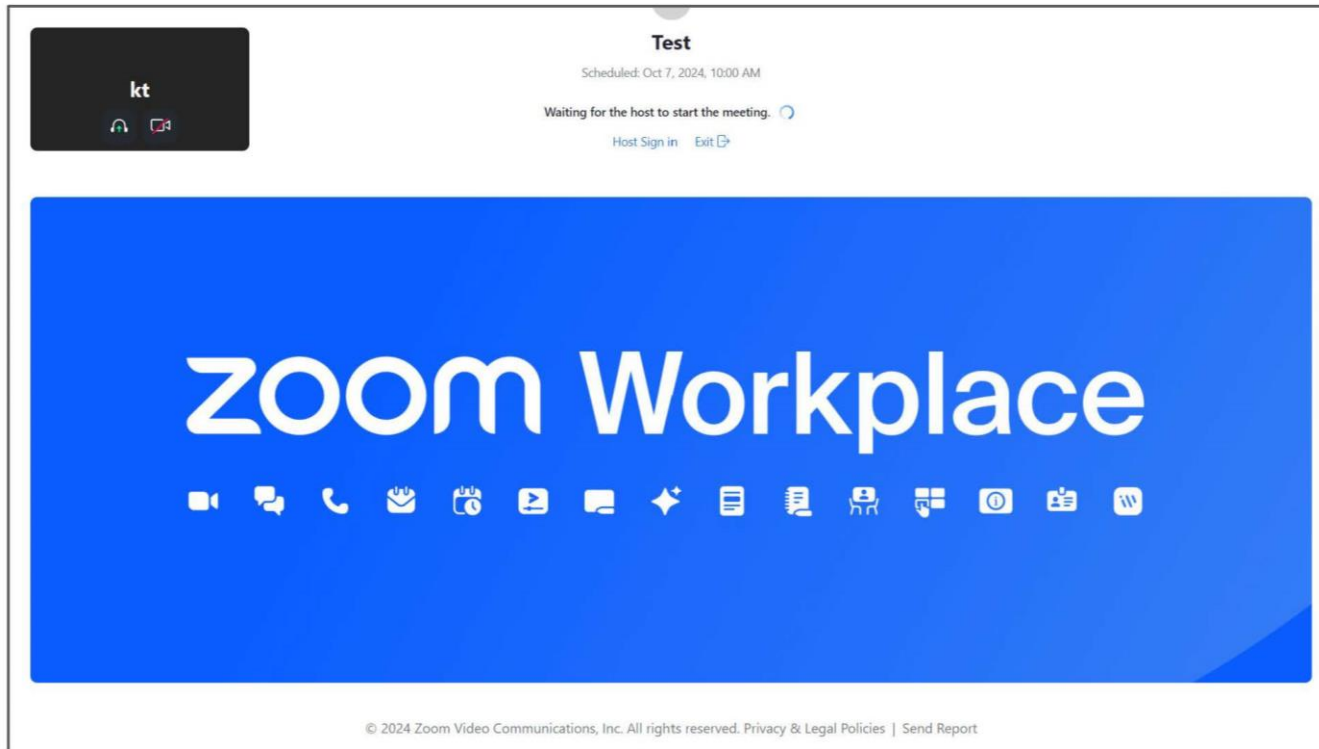 kt
Test
Scheduled: Oct 7, 2024, 10:00 AM
Waiting for the host to start the meeting.
Host Sign in Exit
zoom Workplace
© 2024 Zoom Video Communications, Inc. All rights reserved. Privacy & Legal Policies | Send Report